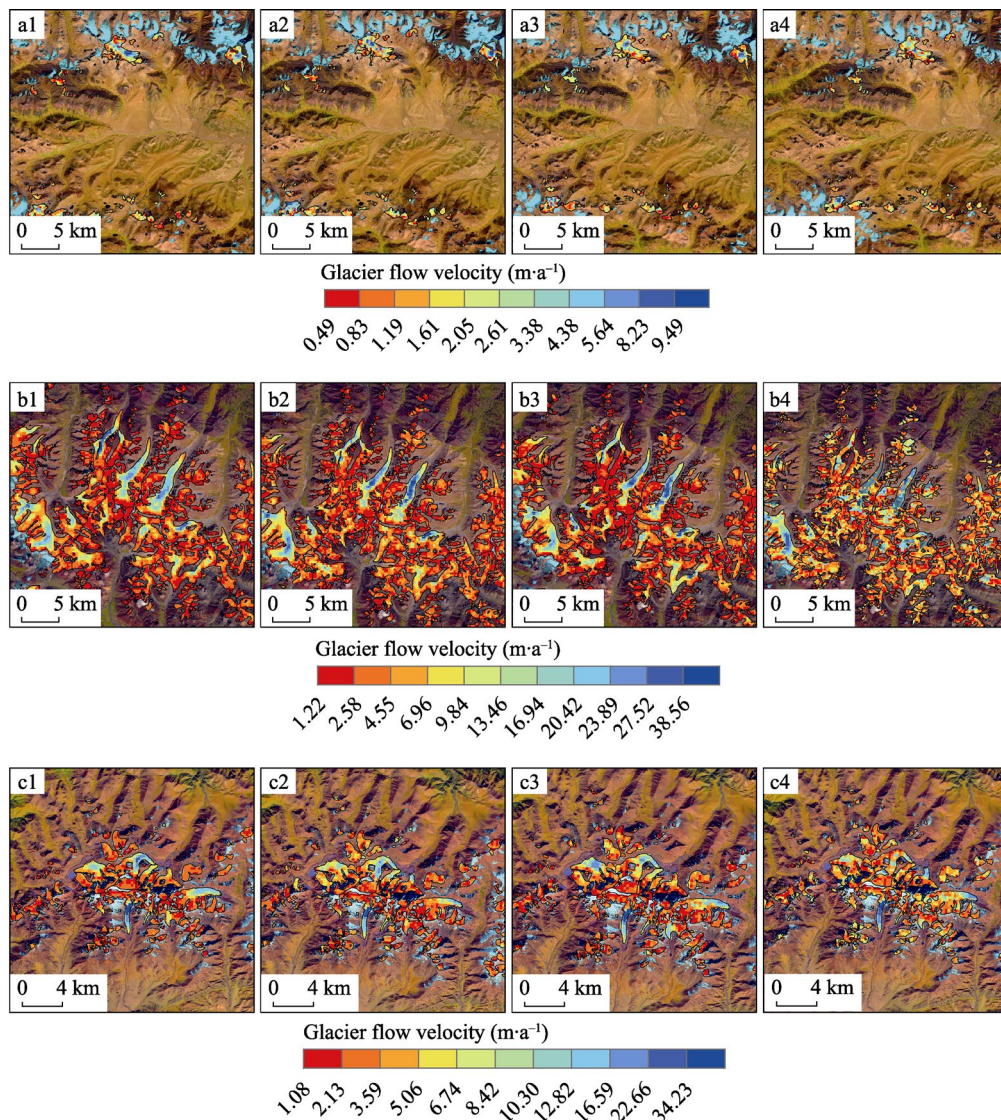 a1
a2
a3
a4
0 5 km
0 5 km
0 5 km
0 5 km
Glacier flow velocity (m·a⁻¹)
0.49 0.83 1.19 1.61 2.05 2.61 3.38 4.38 5.64 8.23 9.49
b1
b2
b3
b4
0 5 km
0 5 km
0 5 km
0 5 km
Glacier flow velocity (m·a⁻¹)
1.22 2.58 4.55 6.96 9.84 13.46 16.94 20.42 23.89 27.52 38.56
c1
c2
c3
c4
0 4 km
0 4 km
0 4 km
0 4 km
Glacier flow velocity (m·a⁻¹)
1.08 2.13 3.59 5.06 6.74 8.42 10.30 12.82 16.59 22.66 34.23